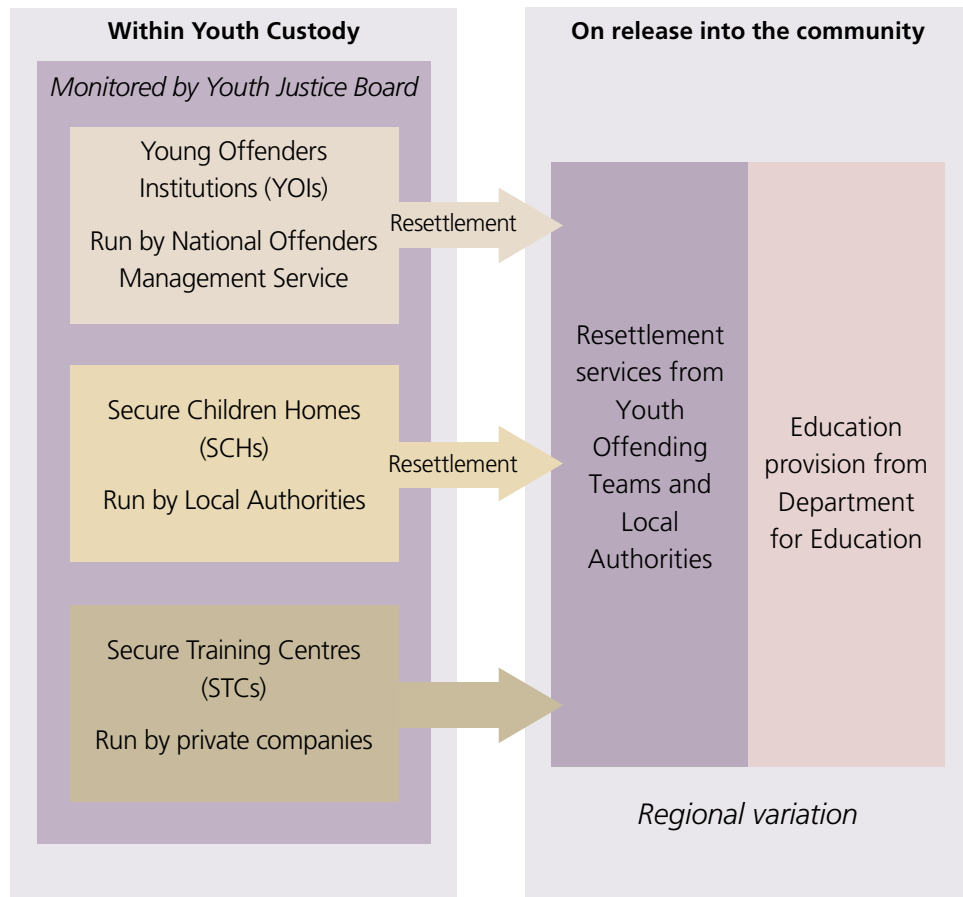 Within Youth Custody
Monitored by Youth Justice Board
Young Offenders
Institutions (YOIs)
Run by National Offenders
Management Service
Resettlement
Secure Children Homes
(SCHs)
Run by Local Authorities
Resettlement
Secure Training Centres
(STCs)
Run by private companies
On release into the community
Resettlement
services from
Youth
Offending
Teams and
Local
Authorities
Education
provision from
Department
for Education
Regional variation